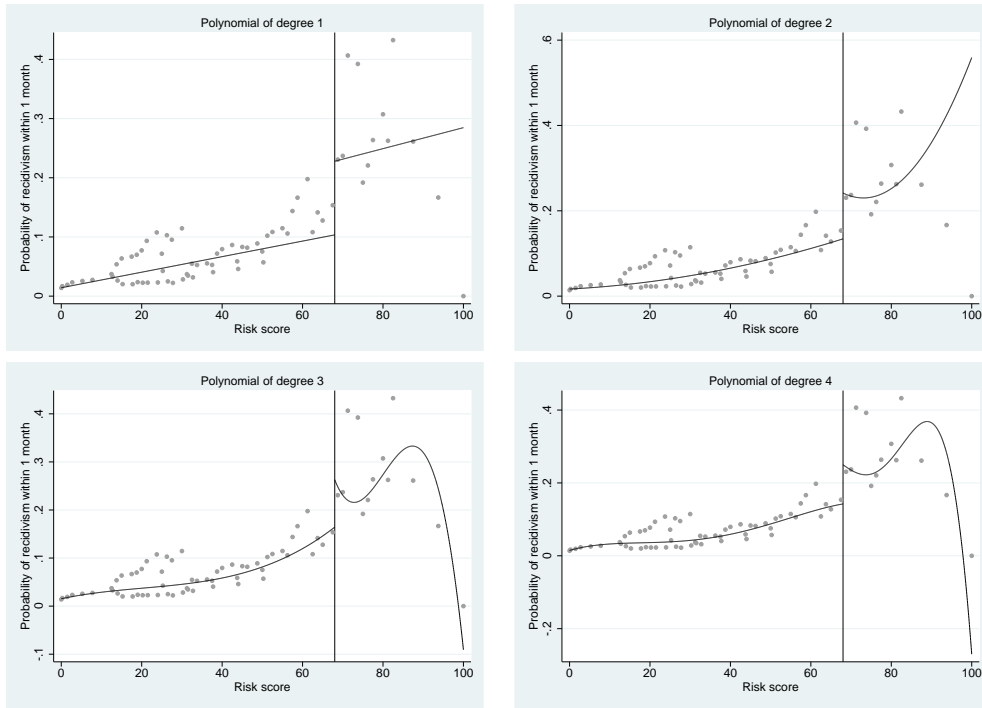 Polynomial of degree 1
Probability of recidivism within 1 month
.4
.3
.2
.1
0
0 20 40 60 80 100
Risk score
Polynomial of degree 2
Probability of recidivism within 1 month
.6
.4
.2
0
0 20 40 60 80 100
Risk score
Polynomial of degree 3
Probability of recidivism within 1 month
.4
.3
.2
.1
0
-.1
0 20 40 60 80 100
Risk score
Polynomial of degree 4
Probability of recidivism within 1 month
.4
.2
0
-.2
0 20 40 60 80 100
Risk score